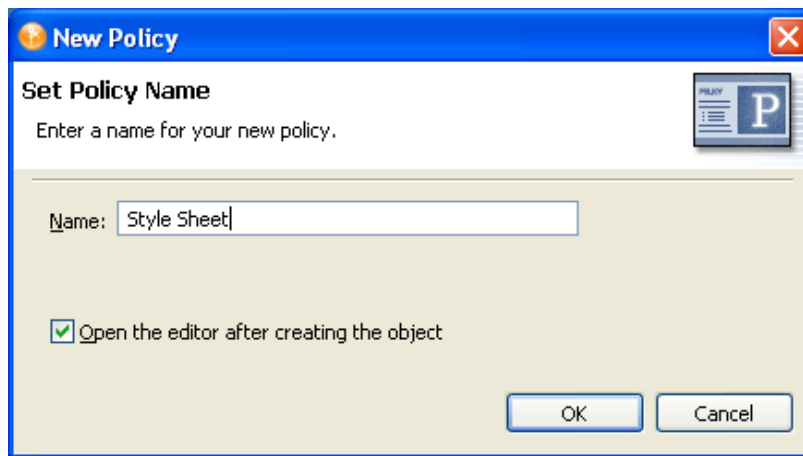 New Policy
Set Policy Name
POLICY
P
Enter a name for your new policy.
Name: Style Sheet
Open the editor after creating the object
OK Cancel